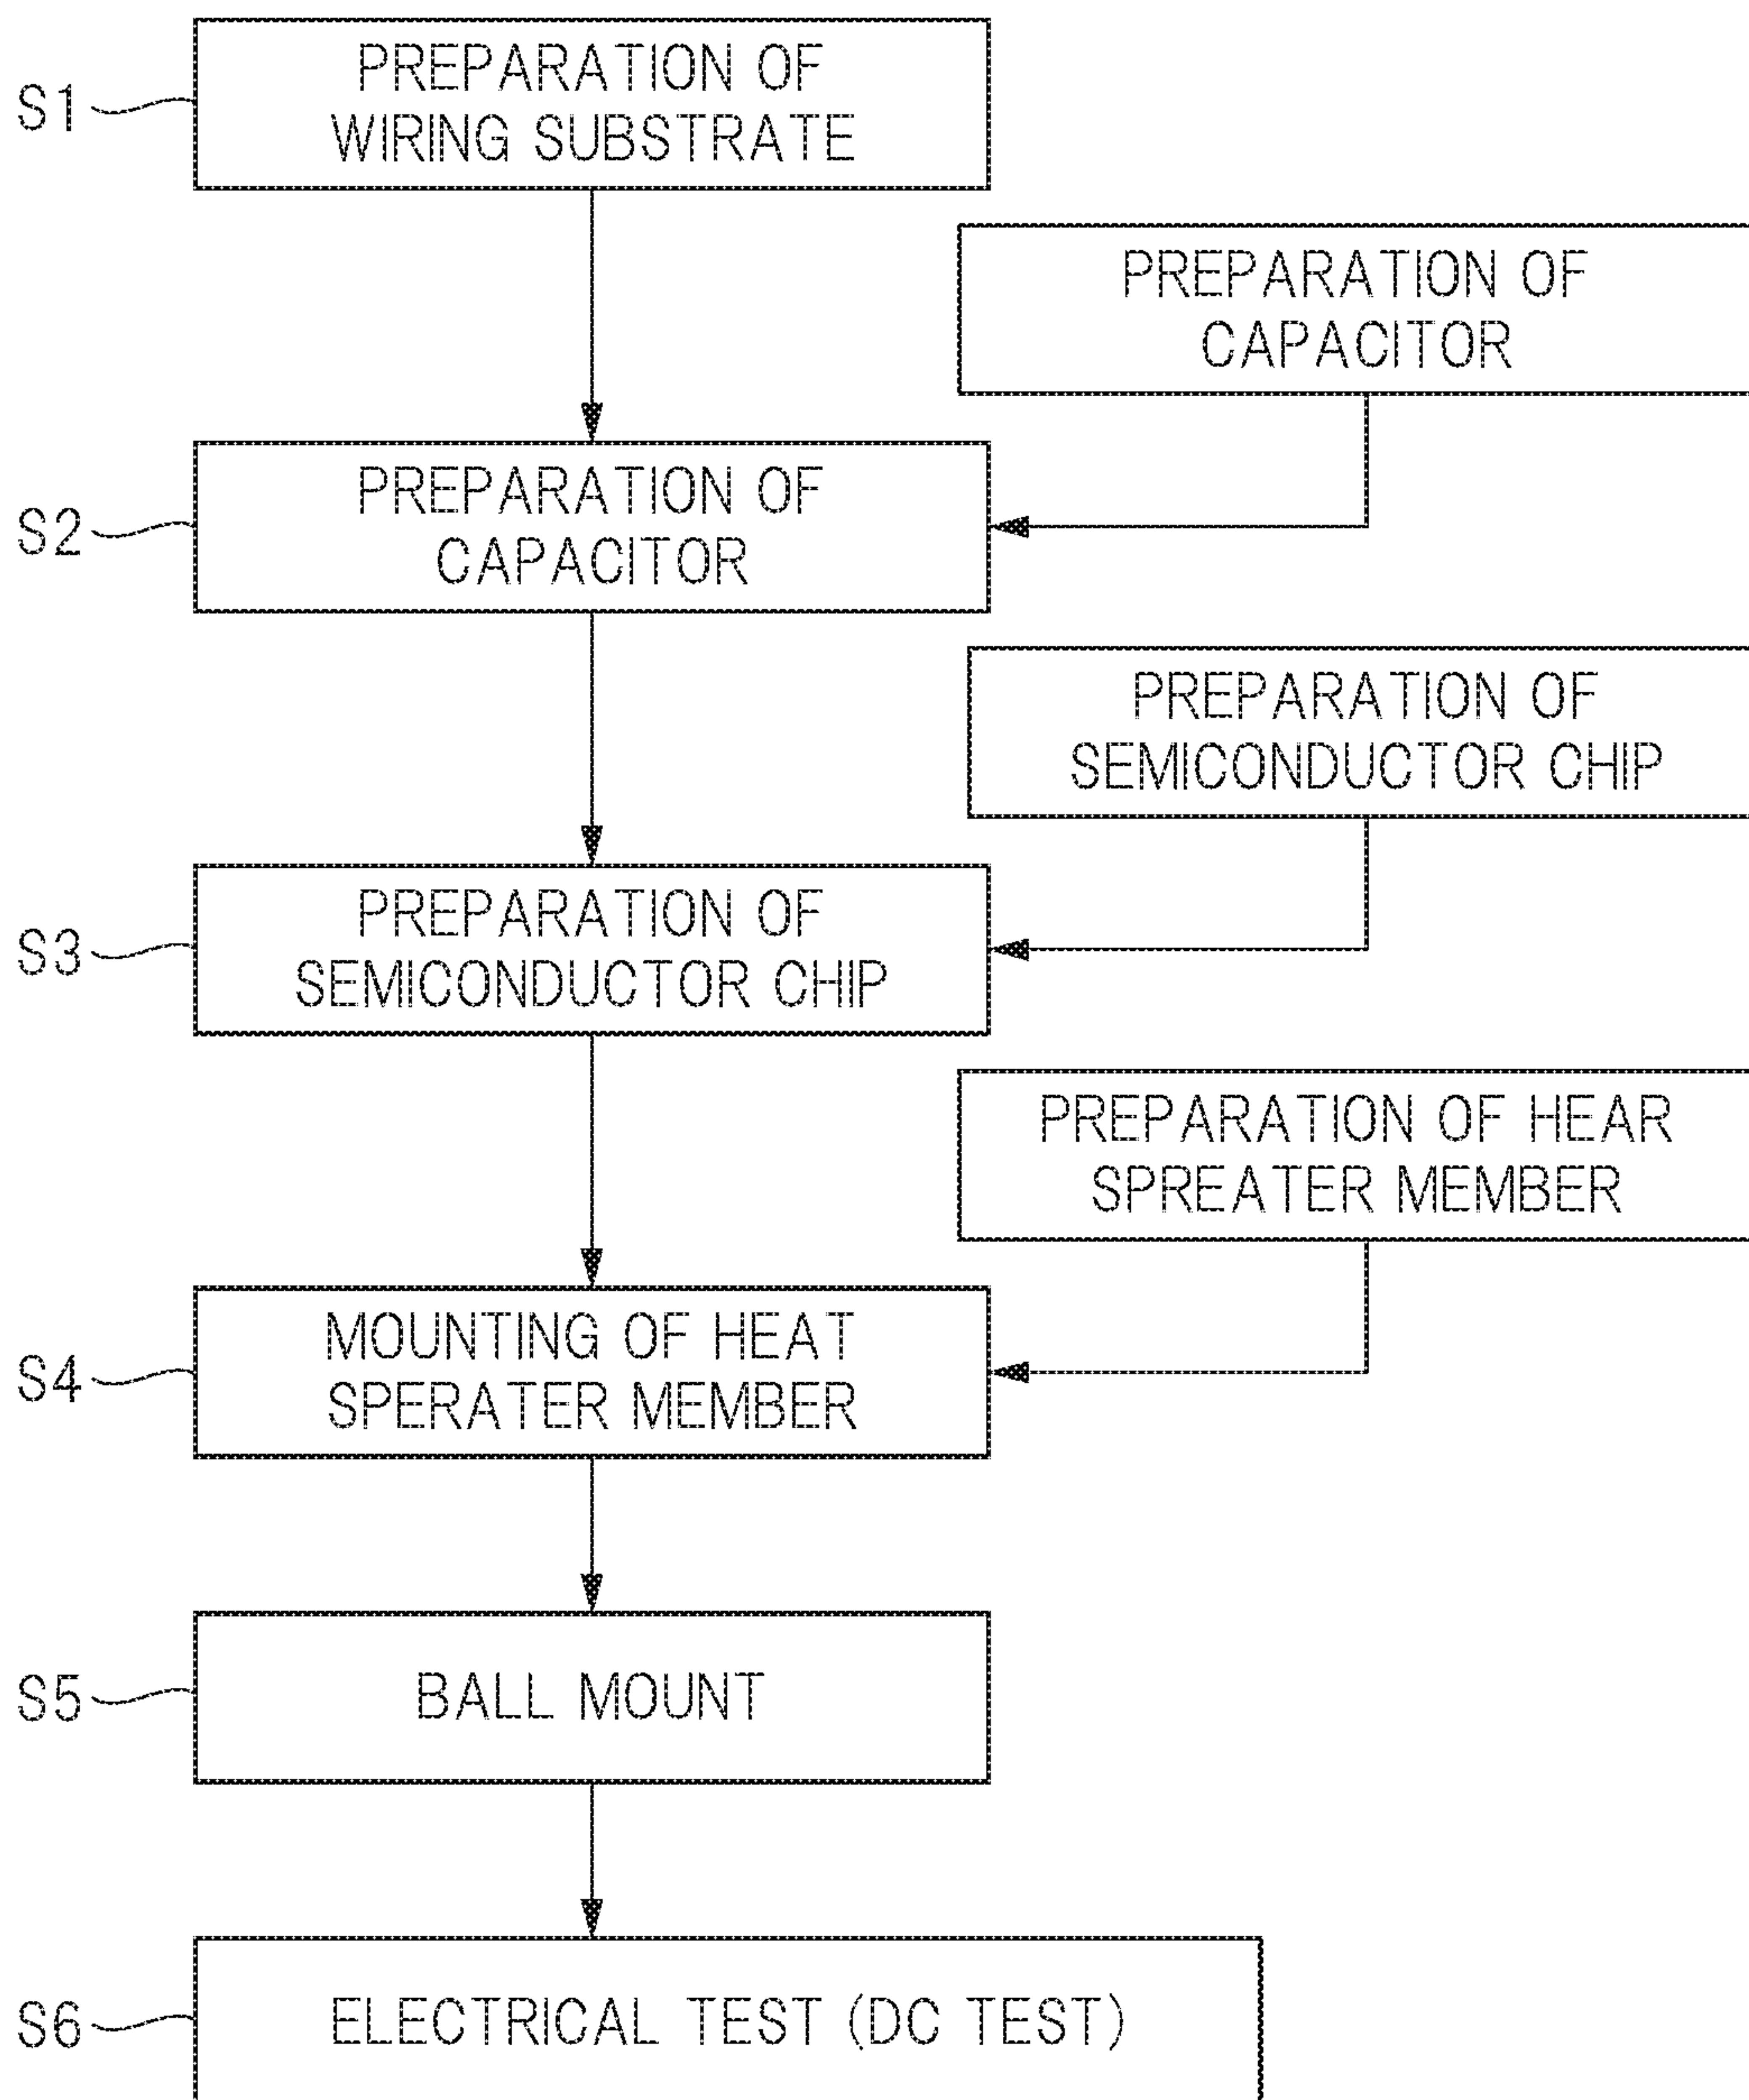 S1
PREPARATION OF
WIRING SUBSTRATE
PREPARATION OF
CAPACITOR
S2
PREPARATION OF
CAPACITOR
PREPARATION OF
SEMICONDUCTOR CHIP
S3
PREPARATION OF
SEMICONDUCTOR CHIP
PREPARATION OF HEAR
SPREATER MEMBER
S4
MOUNTING OF HEAT
SPERATER MEMBER
S5
BALL MOUNT
S6
ELECTRICAL TEST (DC TEST)